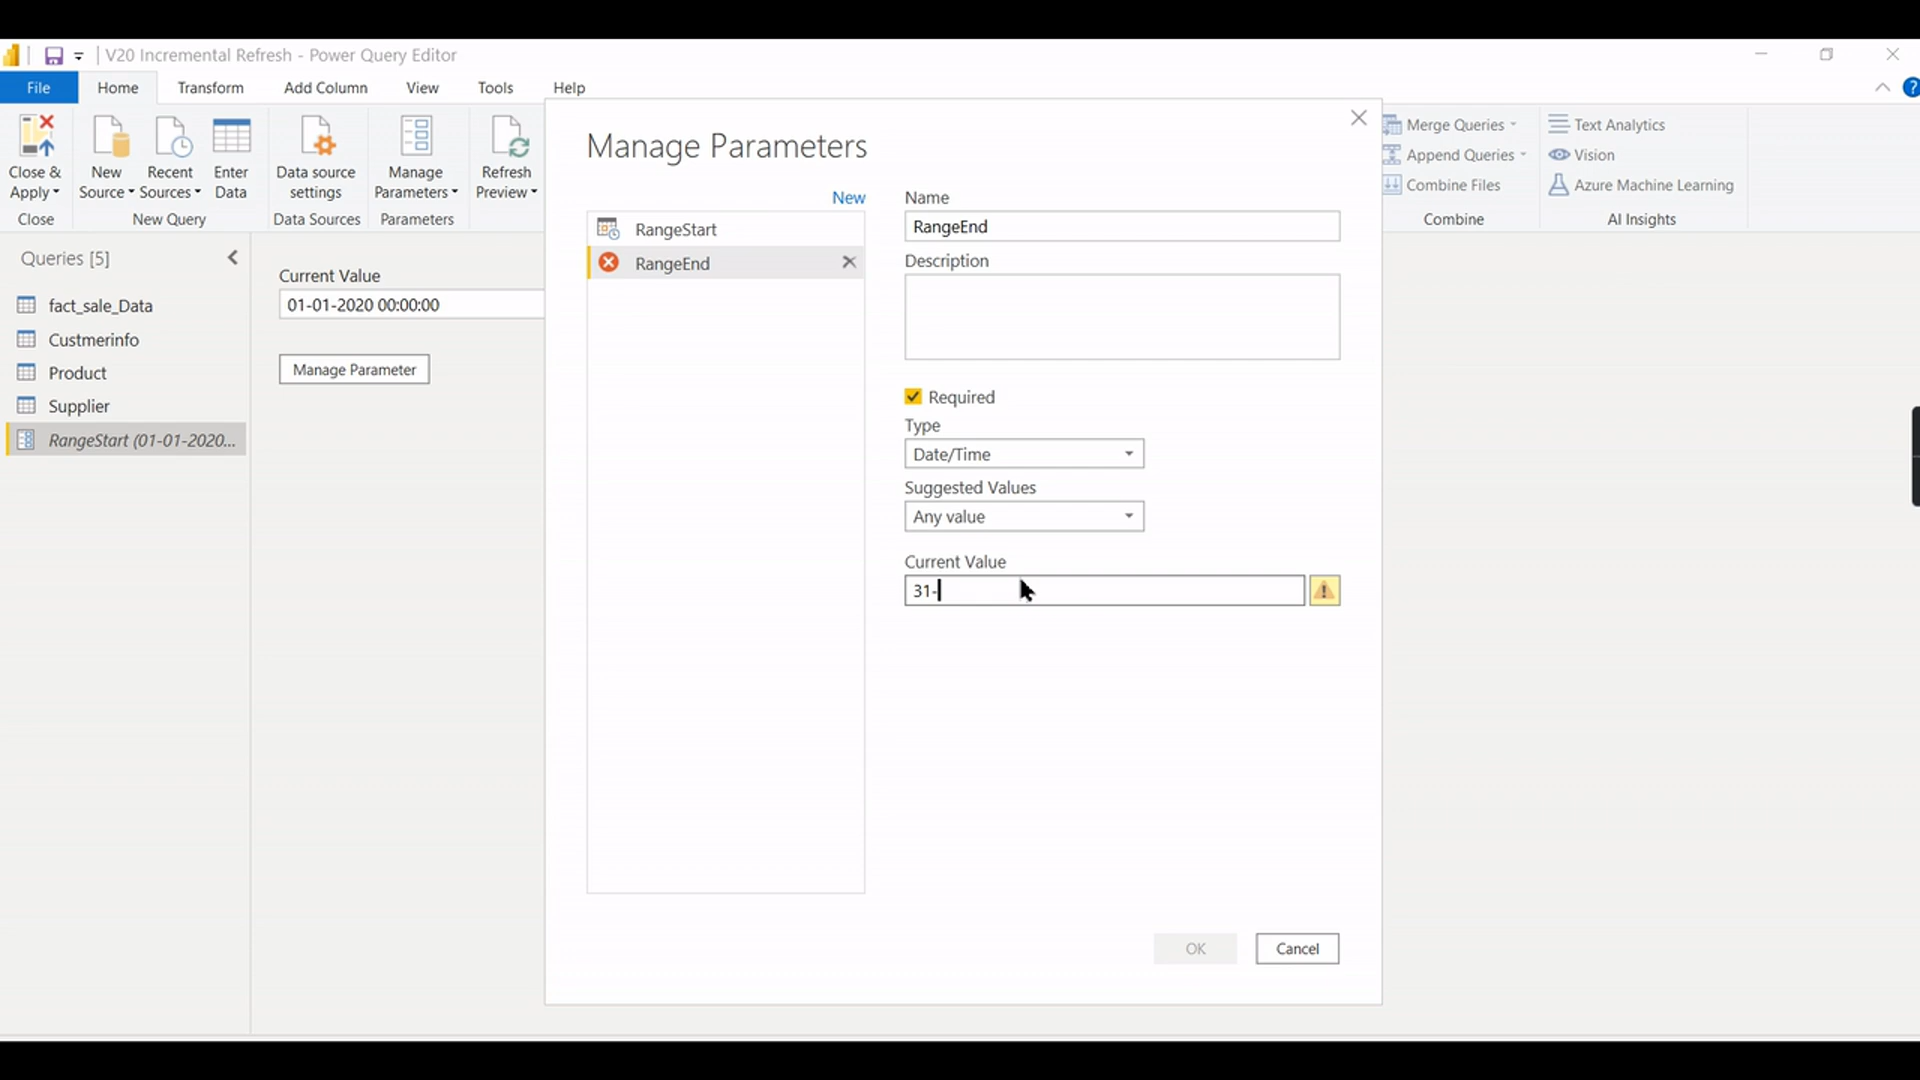 V20 Incremental Refresh - Power Query Editor
File Home Transform Add Column View Tools Help
Close & Apply
New Source
Recent Sources
Enter Data
Data source settings
Manage Parameters
Refresh Preview
Close
New Query
Data Sources
Parameters
Merge Queries
Append Queries
Combine Files
Combine
Text Analytics
Vision
Azure Machine Learning
AI Insights
?
Queries [5]
fact_sale_Data
Custmerinfo
Product
Supplier
RangeStart (01-01-2020...
Current Value
01-01-2020 00:00:00
Manage Parameter
Manage Parameters
New
RangeStart
RangeEnd
Name
RangeEnd
Description
Required
Type
Date/Time
Suggested Values
Any value
Current Value
31-
OK
Cancel